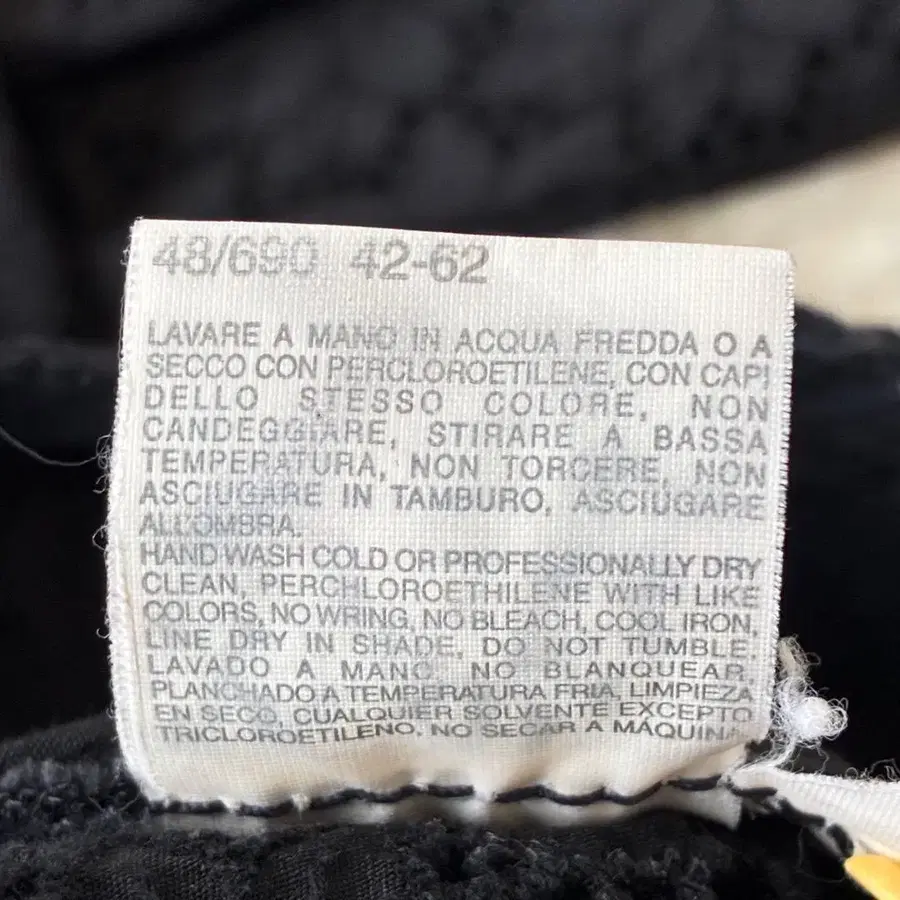 48/690 42-62
LAVARE A MANO IN ACQUA FREDDA O A
SECCO CON PERCLOROETILENE, CON CAPI
DELLO STESSO COLORE, NON
CANDEGGIARE, STIRARE A BASSA
TEMPERATURA, NON TORCERE, NON
ASCIUGARE IN TAMBURO, ASCIUGARE
ALL'OMBRA.
HAND WASH COLD OR PROFESSIONALLY DRY
CLEAN, PERCHLOROETHILENE WITH LIKE
COLORS, NO WRING, NO BLEACH, COOL IRON,
LINE DRY IN SHADE, DO NOT TUMBLE.
LAVADO A MANO NO BLANQUEAR,
PLANCHADO A TEMPERATURA FRIA, LIMPIEZA
EN SECO, CUALQUIER SOLVENTE EXCEPTO
TRICLOROETILENO. NO SECAR A MÁQUINA